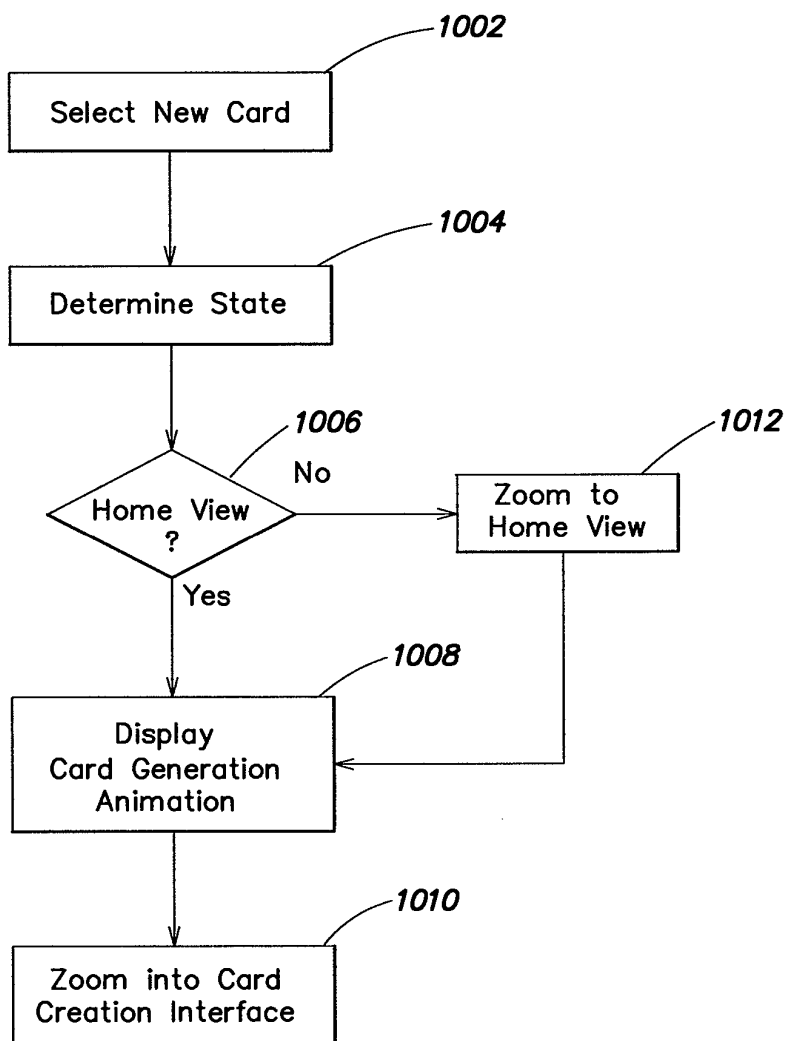 1002
Select New Card
1004
Determine State
1006
1012
No
Home View
?
Zoom to
Home View
Yes
1008
Display
Card Generation
Animation
1010
Zoom into Card
Creation Interface